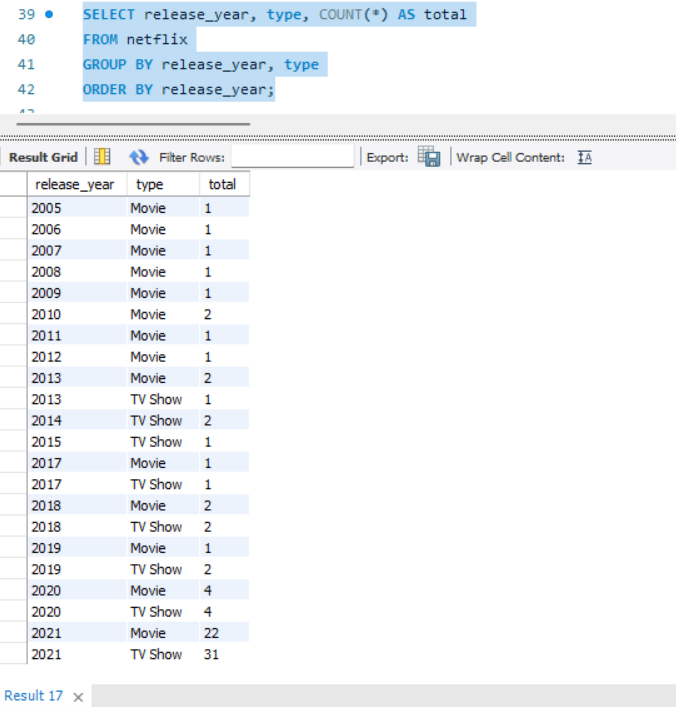 39 SELECT release_year, type, COUNT(*) AS total
40 FROM netflix
41 GROUP BY release_year, type
42 ORDER BY release_year;
Result Grid Filter Rows: Export: Wrap Cell Content:
release_year type total
2005 Movie 1
2006 Movie 1
2007 Movie 1
2008 Movie 1
2009 Movie 1
2010 Movie 2
2011 Movie 1
2012 Movie 1
2013 Movie 2
2013 TV Show 1
2014 TV Show 2
2015 TV Show 1
2017 Movie 1
2017 TV Show 1
2018 Movie 2
2018 TV Show 2
2019 Movie 1
2019 TV Show 2
2020 Movie 4
2020 TV Show 4
2021 Movie 22
2021 TV Show 31
Result 17